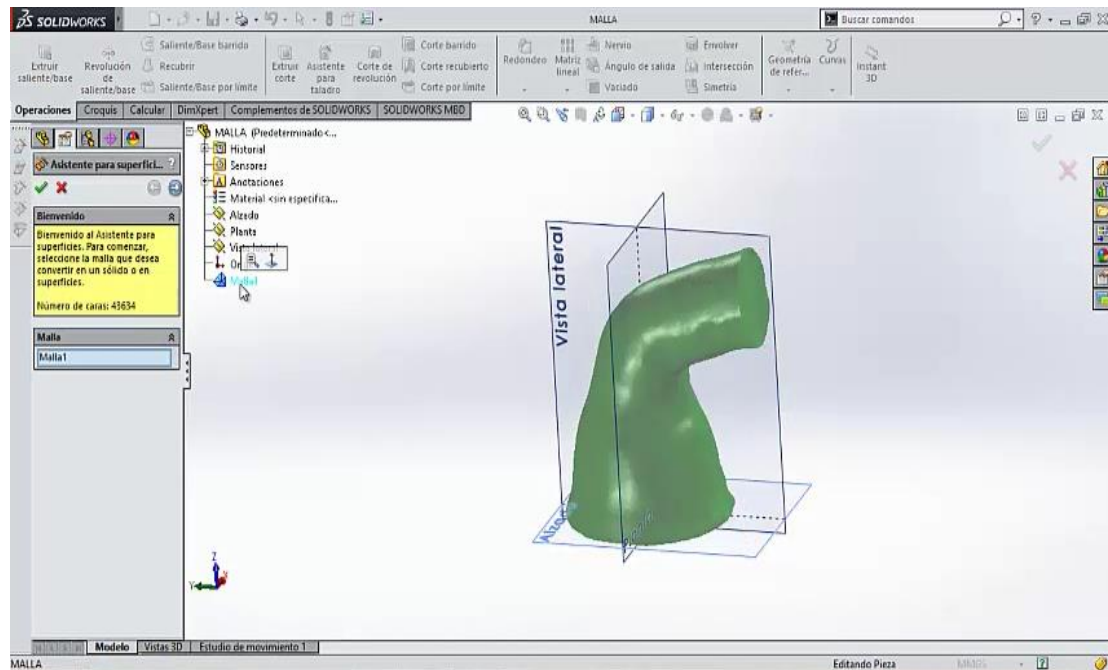 SOLIDWORKS
MALLA
Buscar comandos
Extruir saliente/base
Revolución de saliente/base
Saliente/Base barrido
Recubrir
Saliente/Base por límite
Extruir corte
Asistente para taladro
Corte de revolución
Corte barrido
Corte recubierto
Corte por límite
Redondeo
Matriz lineal
Nervio
Ángulo de salida
Vaciado
Envolver
Intersección
Simetría
Geometría de refer...
Curvas
Instant 3D
Operaciones
Croquis
Calcular
DimXpert
Complementos de SOLIDWORKS
SOLIDWORKS MBD
Asistente para superfici...
Bienvenido
Bienvenido al Asistente para
superficies. Para comenzar,
seleccione la malla que desea
convertir en un sólido o en
superficies.
Número de caras: 43634
Malla
Malla1
MALLA (Predeterminado<...
Historial
Sensores
Anotaciones
Material <sin especifica...
Alzado
Planta
Malla1
Vista lateral
Z
Y
X
Modelo
Vistas 3D
Estudio de movimiento 1
MALLA
Editando Pieza
MMGS